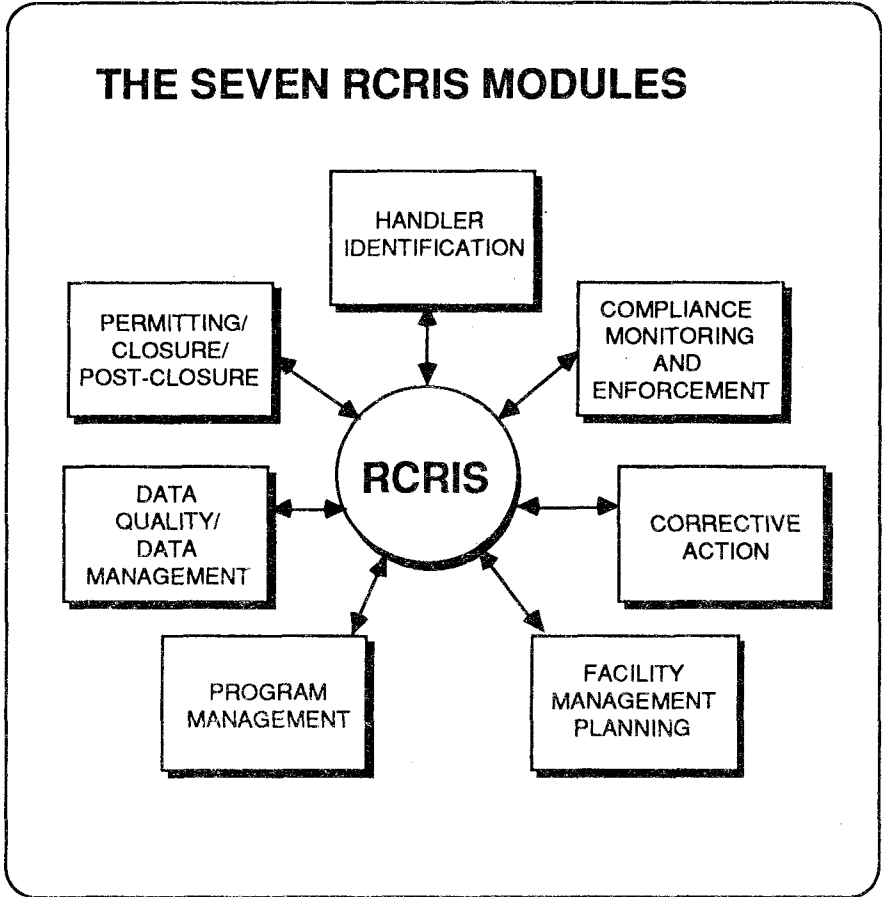 THE SEVEN RCRIS MODULES
HANDLER
IDENTIFICATION
PERMITTING/
CLOSURE/
POST-CLOSURE
COMPLIANCE
MONITORING
AND
ENFORCEMENT
RCRIS
DATA
QUALITY/
DATA
MANAGEMENT
CORRECTIVE
ACTION
PROGRAM
MANAGEMENT
FACILITY
MANAGEMENT
PLANNING